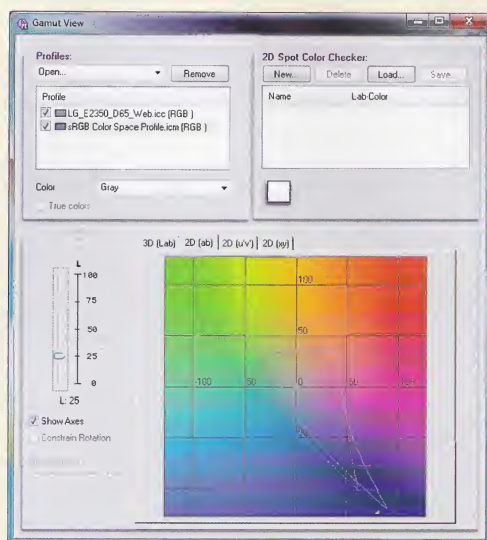 Gamut View
Profiles:
Open...
Remove
Profile
LG_E2350_D65_Web.icc (RGB )
sRGB Color Space Profile.icm (RGB )
Color
Gray
True colors
2D Spot Color Checker:
New...
Delete
Load...
Save...
Name
Lab-Color
3D (Lab)
2D (ab)
2D (u'v')
2D (xy)
L
100
75
50
25
0
L: 25
Show Axes
Constrain Rotation
100
50
-100
50
0
50
100